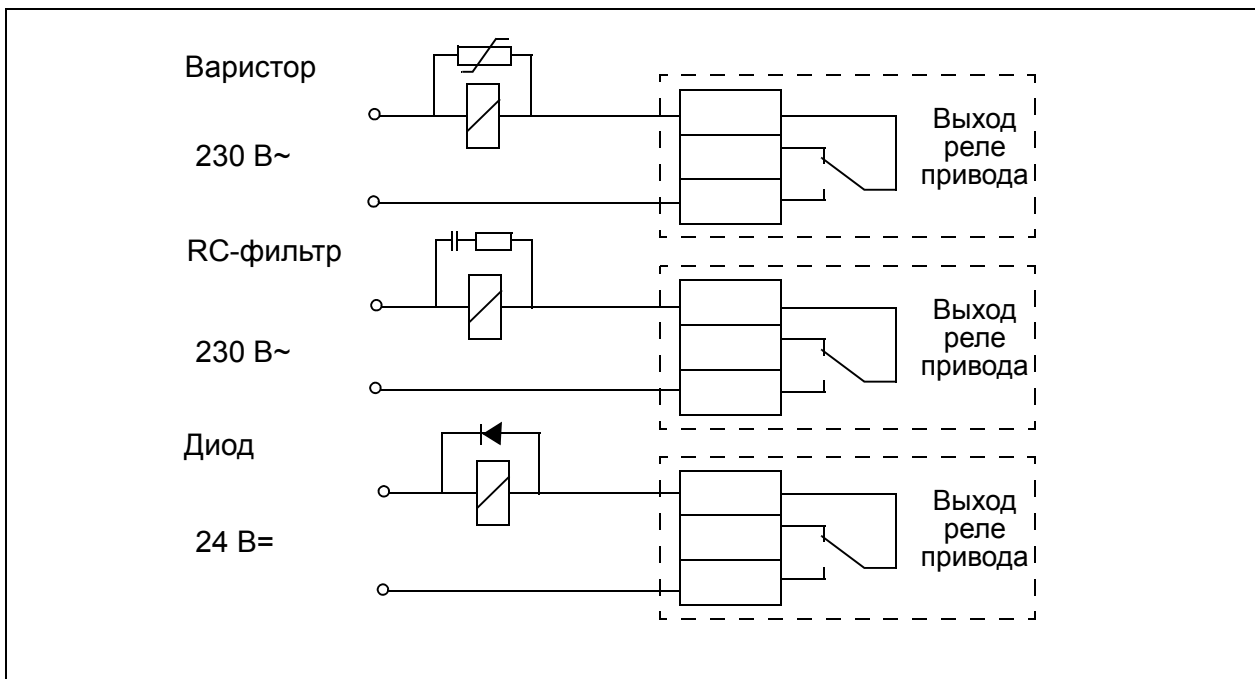 Варистор
230 В~
Выход
реле
привода
RC-фильтр
230 В~
Выход
реле
привода
Диод
24 В=
Выход
реле
привода